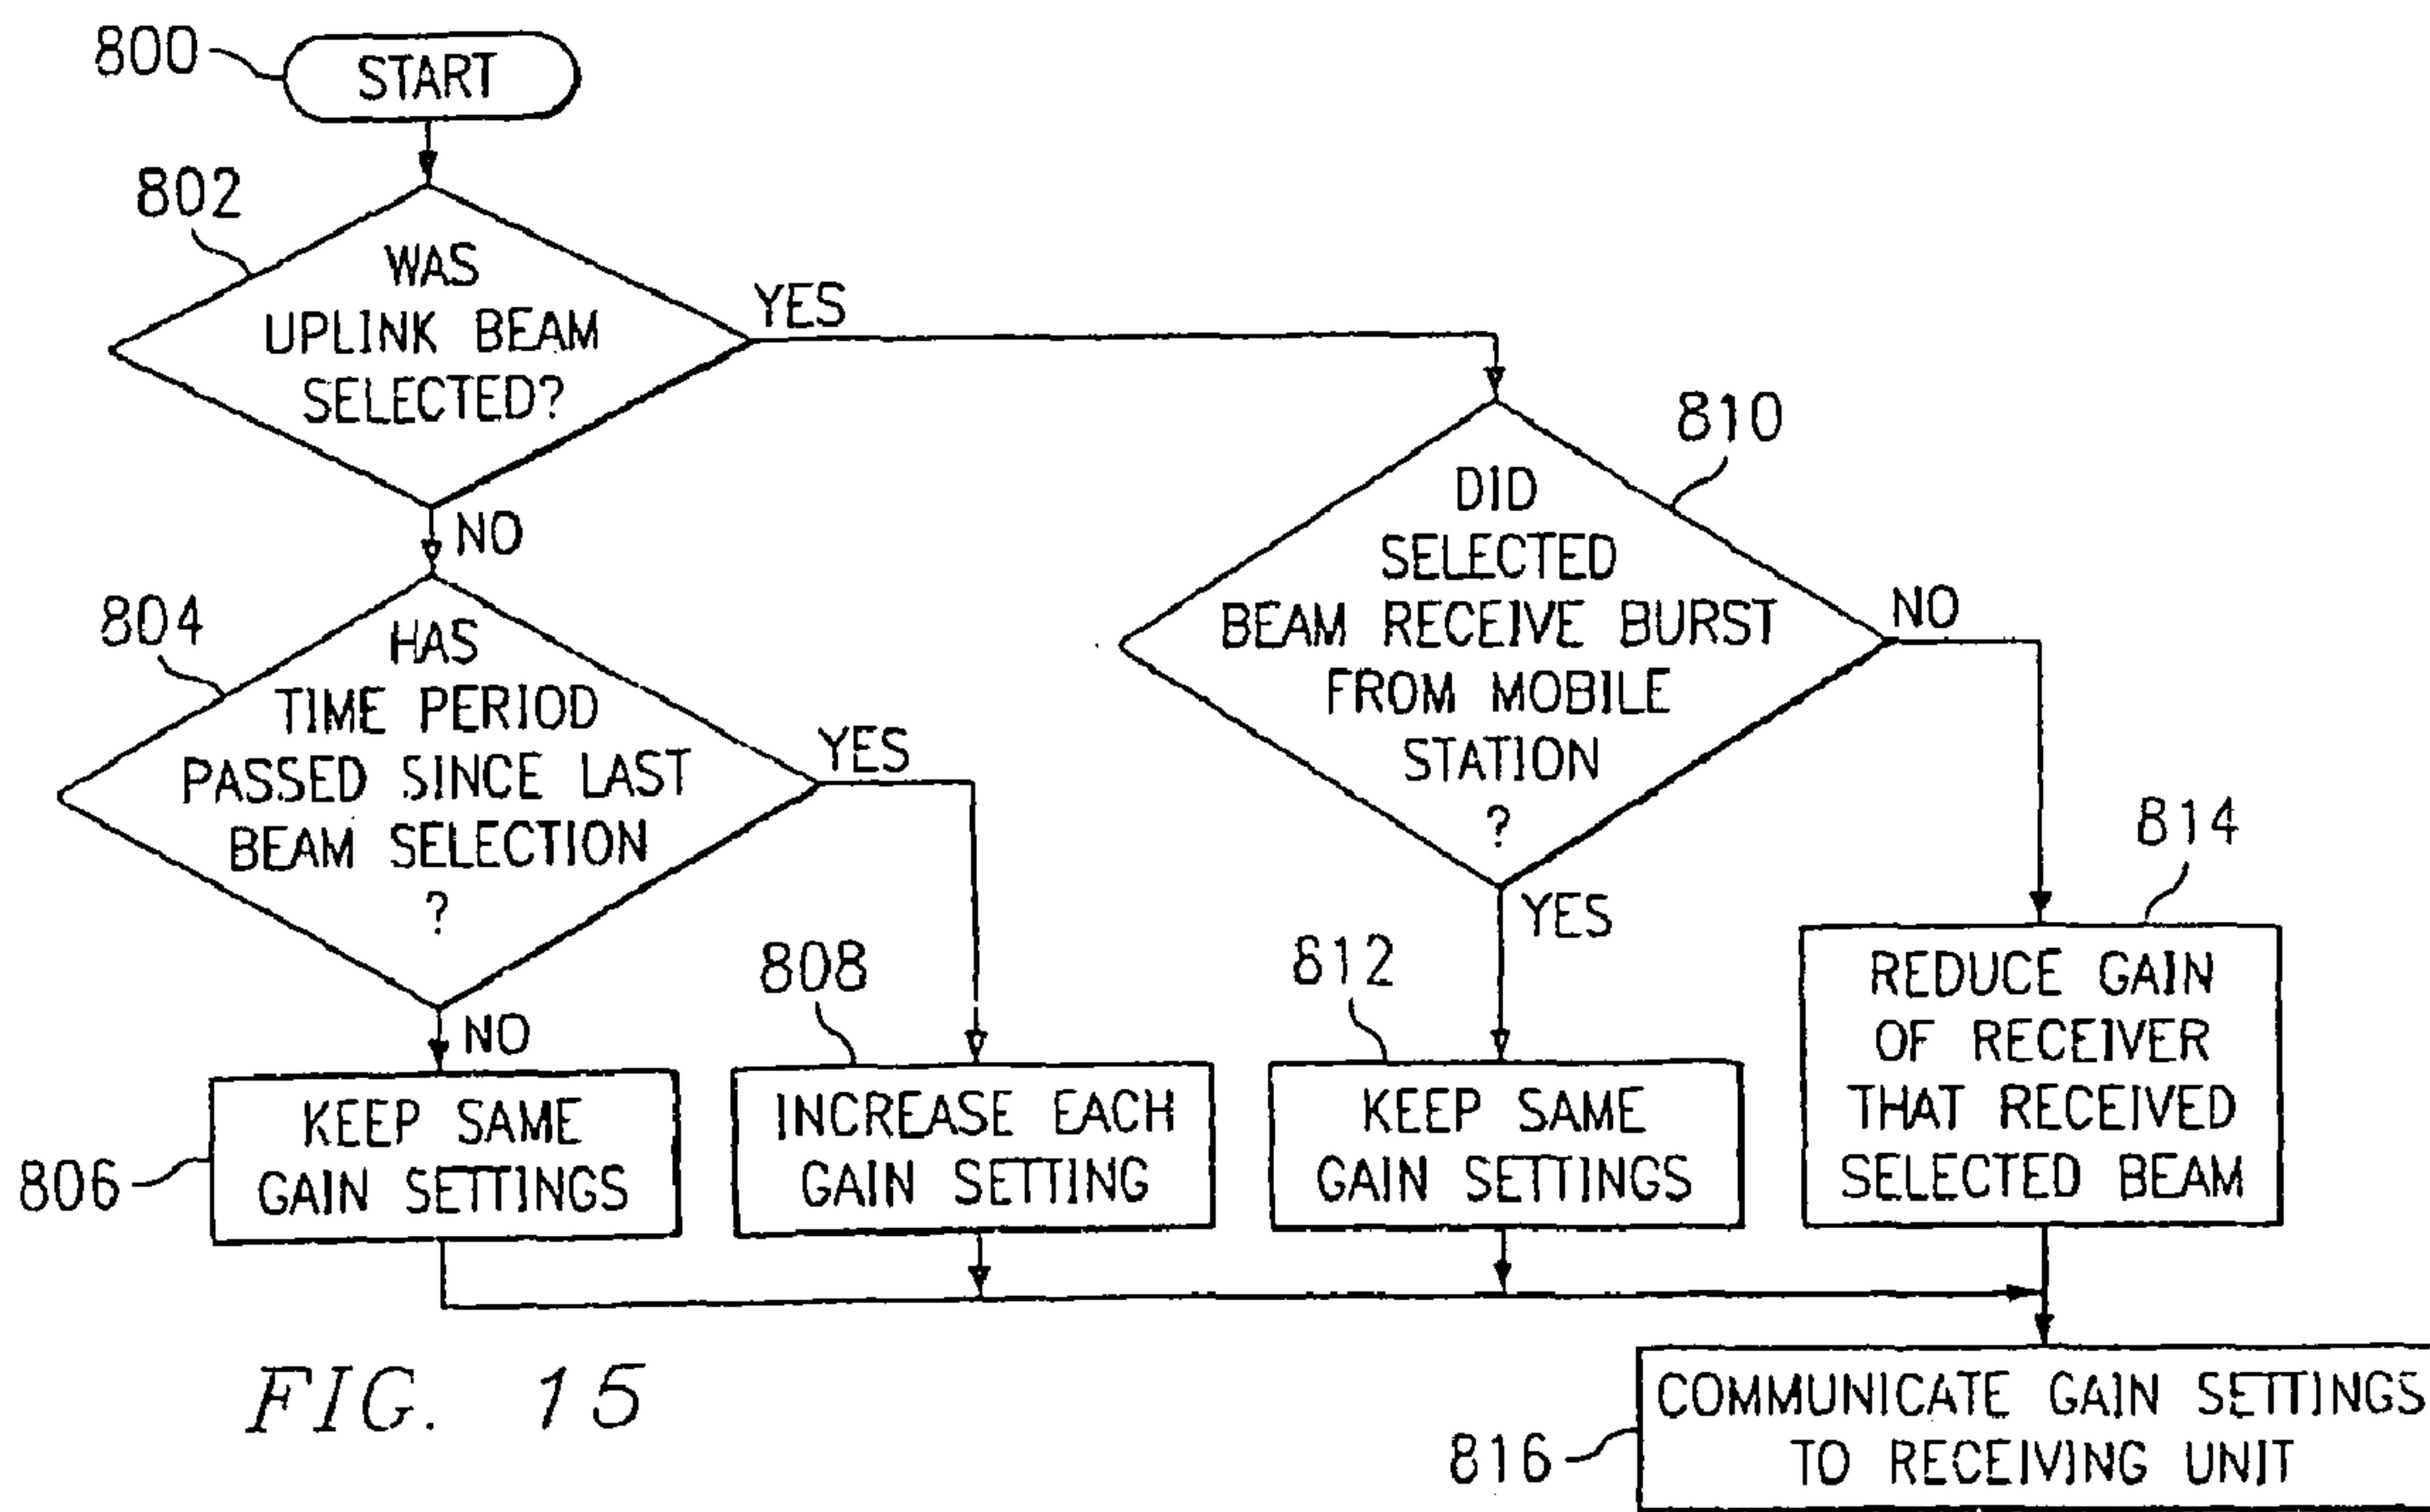 800
START
802
WAS
UPLINK BEAM
SELECTED?
YES
NO
810
DID
SELECTED
BEAM RECEIVE BURST
FROM MOBILE
STATION
?
NO
YES
804
HAS
TIME PERIOD
PASSED SINCE LAST
BEAM SELECTION
?
YES
NO
806
KEEP SAME
GAIN SETTINGS
808
INCREASE EACH
GAIN SETTING
812
KEEP SAME
GAIN SETTINGS
814
REDUCE GAIN
OF RECEIVER
THAT RECEIVED
SELECTED BEAM
816
COMMUNICATE GAIN SETTINGS
TO RECEIVING UNIT
FIG. 15